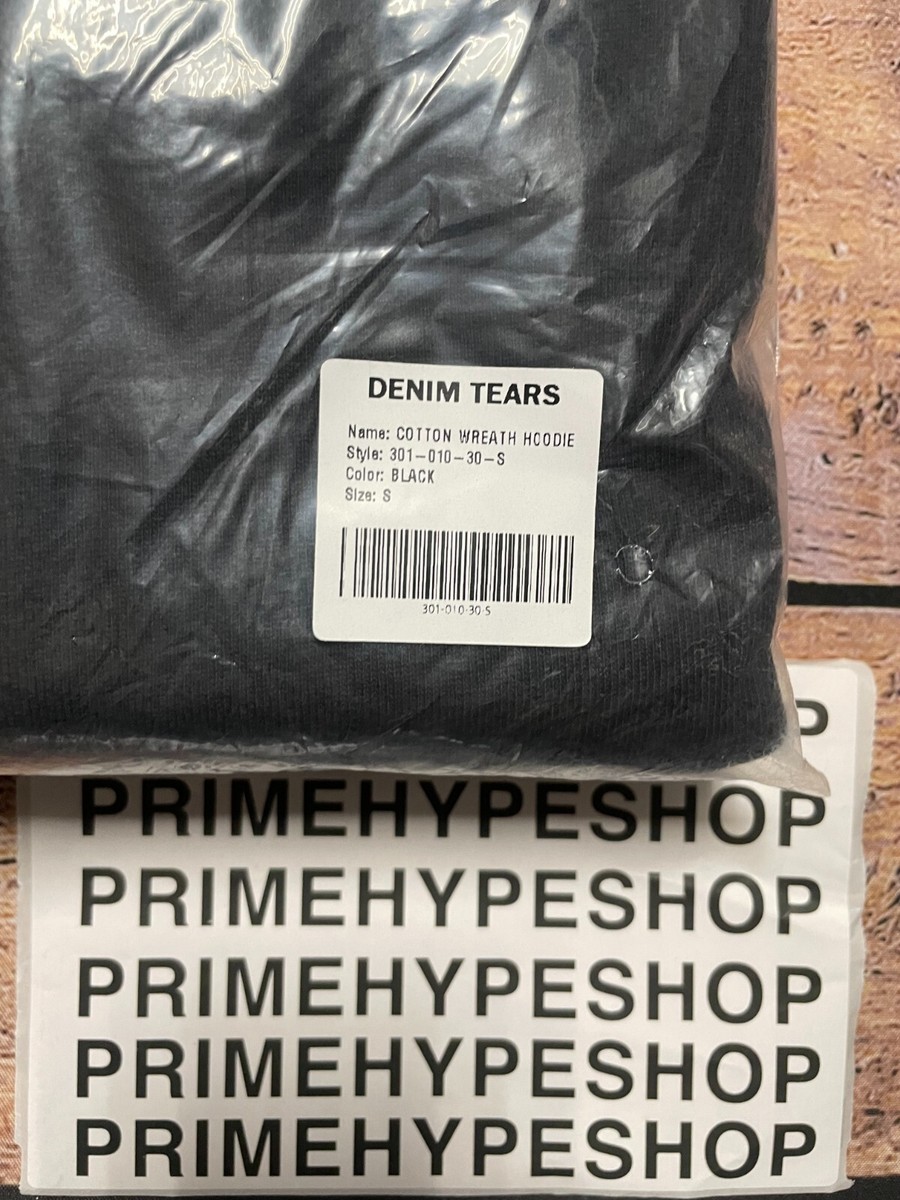 DENIM TEARS
Name: COTTON WREATH HOODIE
Style: 301-010-30-S
Color: BLACK
Size: S
301-010-30-S
P
PRIMEHYPESHOP
PRIMEHYPESHOP
PRIMEHYPESHOP
PRIMEHYPESHOP
PRIMEHYPESHOP